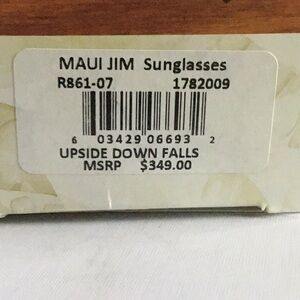 MAUI JIM Sunglasses
R861-07 1782009
6 03429 06693 2
UPSIDE DOWN FALLS
MSRP $349.00